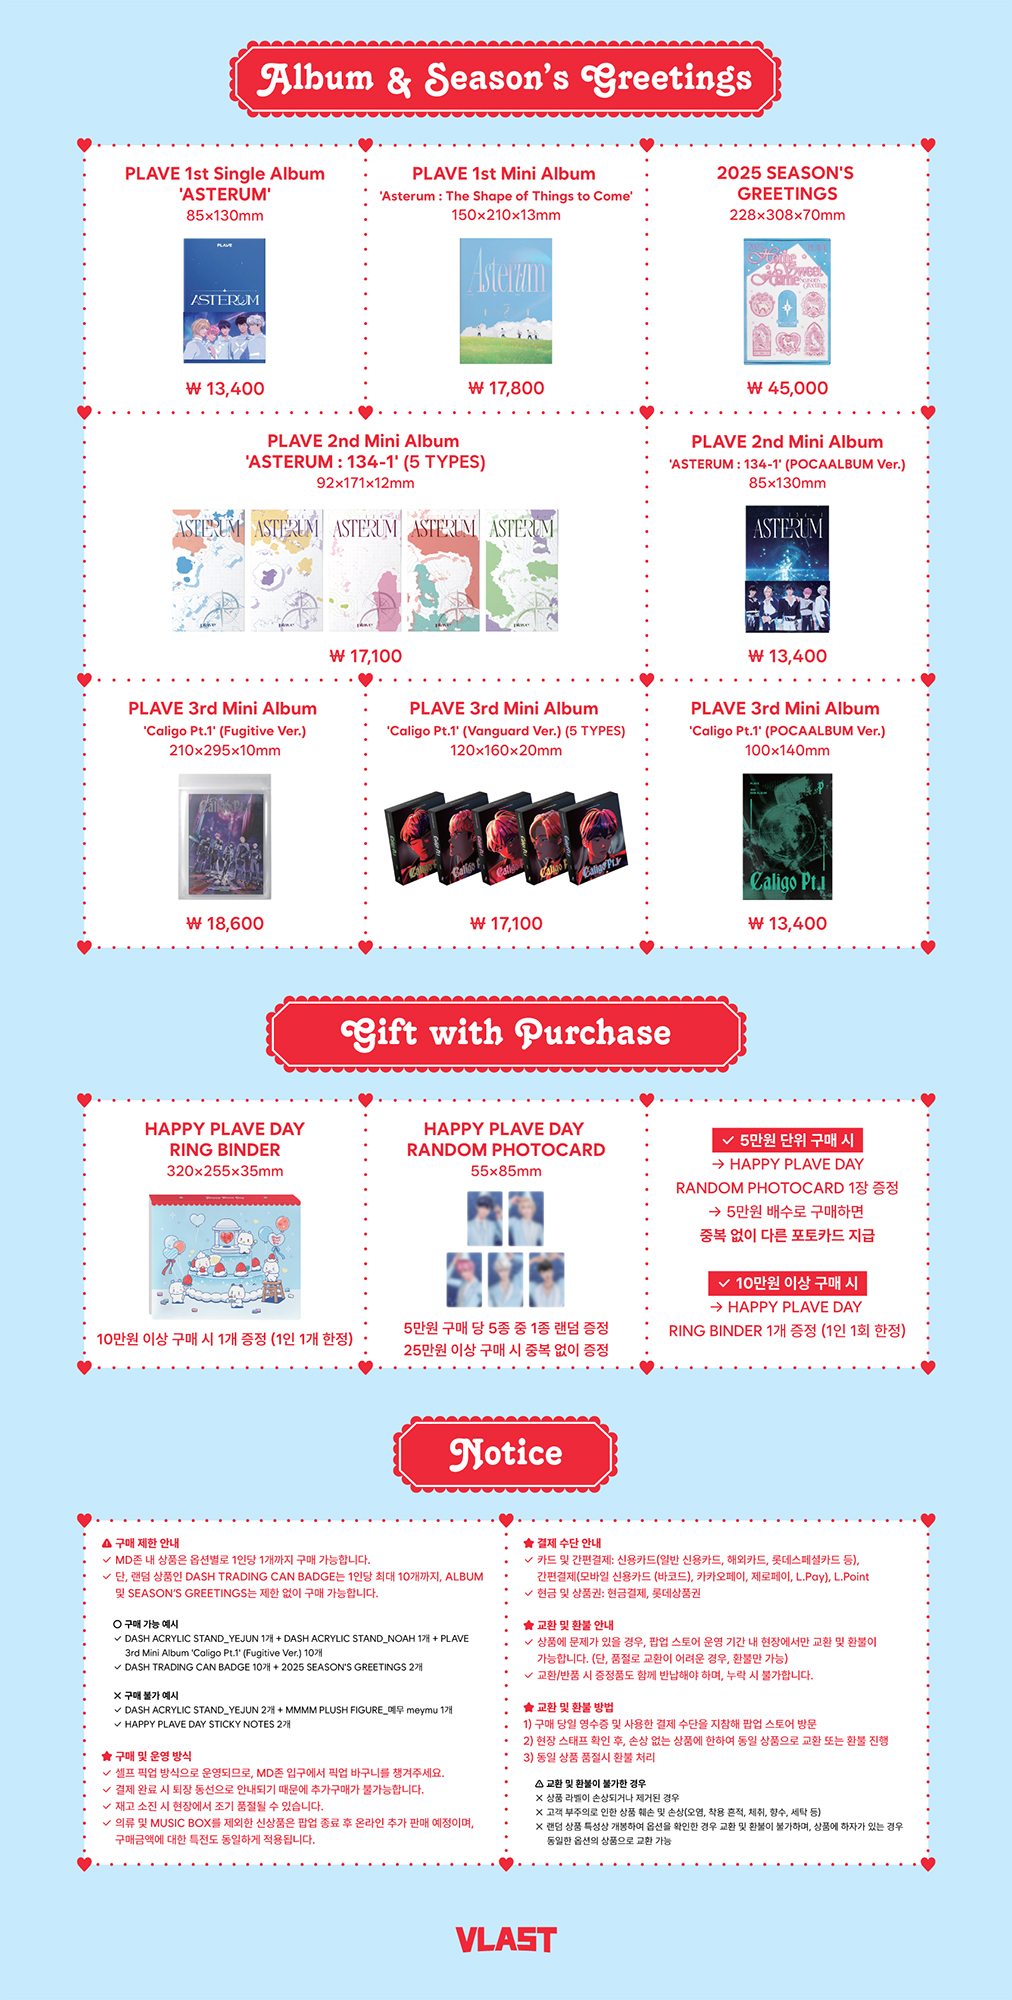 Album & Season's Greetings
PLAVE 1st Single Album
'ASTERUM'
85×130mm
PLAVE
ASTERUM
₩ 13,400
PLAVE 1st Mini Album
'Asterum : The Shape of Things to Come'
150×210×13mm
Asterum
₩ 17,800
2025 SEASON'S
GREETINGS
228×308×70mm
Home
Sweet
Home
SEASON'S
GREETINGS
₩ 45,000
PLAVE 2nd Mini Album
'ASTERUM : 134-1' (5 TYPES)
92×171×12mm
ASTERUM
ASTERUM
ASTERUM
ASTERUM
ASTERUM
PLAVE
PLAVE
PLAVE
PLAVE
PLAVE
₩ 17,100
PLAVE 2nd Mini Album
'ASTERUM : 134-1' (POCAALBUM Ver.)
85×130mm
ASTERUM
₩ 13,400
PLAVE 3rd Mini Album
'Caligo Pt.1' (Fugitive Ver.)
210×295×10mm
₩ 18,600
PLAVE 3rd Mini Album
'Caligo Pt.1' (Vanguard Ver.) (5 TYPES)
120×160×20mm
Caligo Pt.1
₩ 17,100
PLAVE 3rd Mini Album
'Caligo Pt.1' (POCAALBUM Ver.)
100×140mm
Caligo Pt.1
₩ 13,400
Gift with Purchase
HAPPY PLAVE DAY
RING BINDER
320×255×35mm
10만원 이상 구매 시 1개 증정 (1인 1개 한정)
HAPPY PLAVE DAY
RANDOM PHOTOCARD
55×85mm
5만원 구매 당 5종 중 1종 랜덤 증정
25만원 이상 구매 시 중복 없이 증정
✓ 5만원 단위 구매 시
→ HAPPY PLAVE DAY
RANDOM PHOTOCARD 1장 증정
→ 5만원 배수로 구매하면
중복 없이 다른 포토카드 지급
✓ 10만원 이상 구매 시
→ HAPPY PLAVE DAY
RING BINDER 1개 증정 (1인 1회 한정)
Notice
구매 제한 안내
✓ MD존 내 상품은 옵션별로 1인당 1개까지 구매 가능합니다.
✓ 단, 랜덤 상품인 DASH TRADING CAN BADGE는 1인당 최대 10개까지, ALBUM
및 SEASON'S GREETINGS는 제한 없이 구매 가능합니다.
○ 구매 가능 예시
✓ DASH ACRYLIC STAND_YEJUN 1개 + DASH ACRYLIC STAND_NOAH 1개 + PLAVE
3rd Mini Album 'Caligo Pt.1' (Fugitive Ver.) 10개
✓ DASH TRADING CAN BADGE 10개 + 2025 SEASON'S GREETINGS 2개
✕ 구매 불가 예시
✓ DASH ACRYLIC STAND_YEJUN 2개 + MMMM PLUSH FIGURE_메무 meymu 1개
✓ HAPPY PLAVE DAY STICKY NOTES 2개
구매 및 운영 방식
✓ 셀프 픽업 방식으로 운영되므로, MD존 입구에서 픽업 바구니를 챙겨주세요.
✓ 결제 완료 시 퇴장 동선으로 안내되기 때문에 추가구매가 불가능합니다.
✓ 재고 소진 시 현장에서 조기 품절될 수 있습니다.
✓ 의류 및 MUSIC BOX를 제외한 신상품은 팝업 종료 후 온라인 추가 판매 예정이며,
구매금액에 대한 특전도 동일하게 적용됩니다.
결제 수단 안내
✓ 카드 및 간편결제: 신용카드(일반 신용카드, 해외카드, 롯데스페셜카드 등),
간편결제(모바일 신용카드 (바코드), 카카오페이, 제로페이, L.Pay), L.Point
✓ 현금 및 상품권: 현금결제, 롯데상품권
교환 및 환불 안내
✓ 상품에 문제가 있을 경우, 팝업 스토어 운영 기간 내 현장에서만 교환 및 환불이
가능합니다. (단, 품절로 교환이 어려운 경우, 환불만 가능)
✓ 교환/반품 시 증정품도 함께 반납해야 하며, 누락 시 불가합니다.
교환 및 환불 방법
1) 구매 당일 영수증 및 사용한 결제 수단을 지참해 팝업 스토어 방문
2) 현장 스태프 확인 후, 손상 없는 상품에 한하여 동일 상품으로 교환 또는 환불 진행
3) 동일 상품 품절시 환불 처리
⚠ 교환 및 환불이 불가한 경우
✕ 상품 라벨이 손상되거나 제거된 경우
✕ 고객 부주의로 인한 상품 훼손 및 손상(오염, 착용 흔적, 체취, 향수, 세탁 등)
✕ 랜덤 상품 특성상 개봉하여 옵션을 확인한 경우 교환 및 환불이 불가하며, 상품에 하자가 있는 경우
동일한 옵션의 상품으로 교환 가능
VLAST